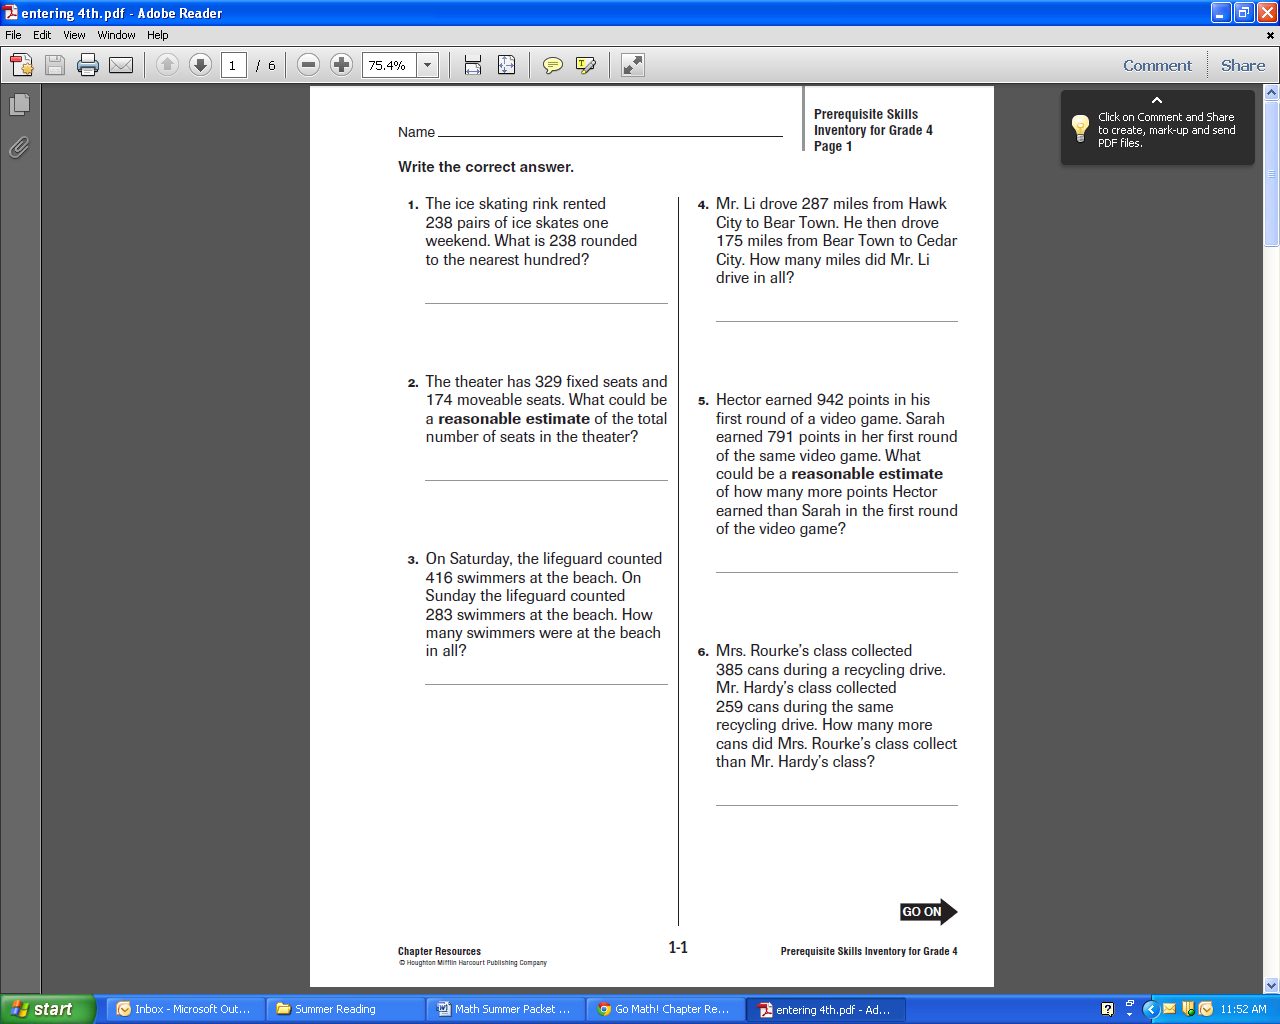 entering 4th.pdf - Adobe Reader
File Edit View Window Help
1 / 6 75.4% Comment Share
Click on Comment and Share
to create, mark-up and send
PDF files.
Prerequisite Skills
Inventory for Grade 4
Page 1
Name
Write the correct answer.
1. The ice skating rink rented
238 pairs of ice skates one
weekend. What is 238 rounded
to the nearest hundred?
2. The theater has 329 fixed seats and
174 moveable seats. What could be
a reasonable estimate of the total
number of seats in the theater?
3. On Saturday, the lifeguard counted
416 swimmers at the beach. On
Sunday the lifeguard counted
283 swimmers at the beach. How
many swimmers were at the beach
in all?
4. Mr. Li drove 287 miles from Hawk
City to Bear Town. He then drove
175 miles from Bear Town to Cedar
City. How many miles did Mr. Li
drive in all?
5. Hector earned 942 points in his
first round of a video game. Sarah
earned 791 points in her first round
of the same video game. What
could be a reasonable estimate
of how many more points Hector
earned than Sarah in the first round
of the video game?
6. Mrs. Rourke's class collected
385 cans during a recycling drive.
Mr. Hardy's class collected
259 cans during the same
recycling drive. How many more
cans did Mrs. Rourke's class collect
than Mr. Hardy's class?
GO ON
Chapter Resources
© Houghton Mifflin Harcourt Publishing Company
1-1
Prerequisite Skills Inventory for Grade 4
start Inbox - Microsoft Out... Summer Reading Math Summer Packet ... Go Math! Chapter Re... entering 4th.pdf - Ad... 11:52 AM